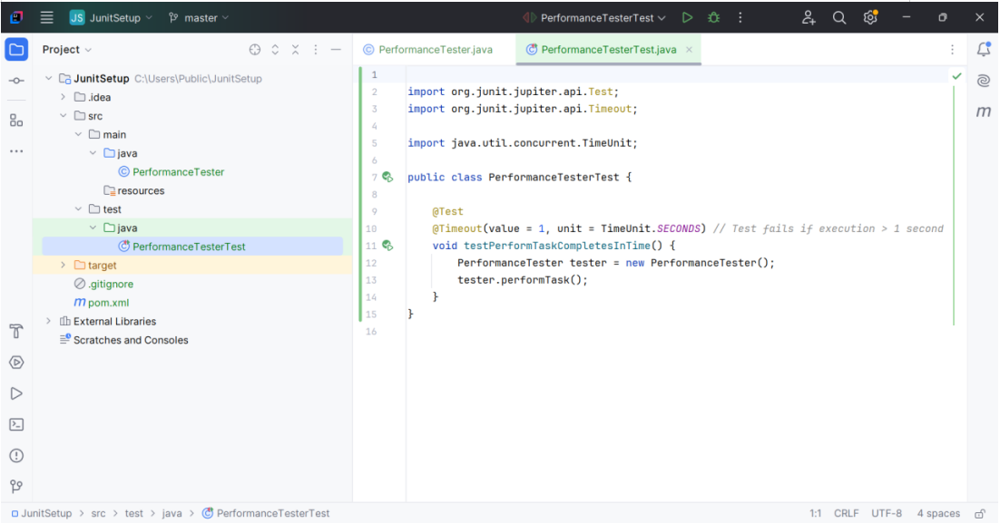 JS JunitSetup master PerformanceTesterTest
Project
PerformanceTester.java PerformanceTesterTest.java
JunitSetup C:\Users\Public\JunitSetup
.idea
src
main
java
PerformanceTester
resources
test
java
PerformanceTesterTest
target
.gitignore
m pom.xml
External Libraries
Scratches and Consoles
1
2 import org.junit.jupiter.api.Test;
3 import org.junit.jupiter.api.Timeout;
4
5 import java.util.concurrent.TimeUnit;
6
7 public class PerformanceTesterTest {
8
9 @Test
10 @Timeout(value = 1, unit = TimeUnit.SECONDS) // Test fails if execution > 1 second
11 void testPerformTaskCompletesInTime() {
12 PerformanceTester tester = new PerformanceTester();
13 tester.performTask();
14 }
15 }
16
m
JunitSetup > src > test > java > PerformanceTesterTest 1:1 CRLF UTF-8 4 spaces